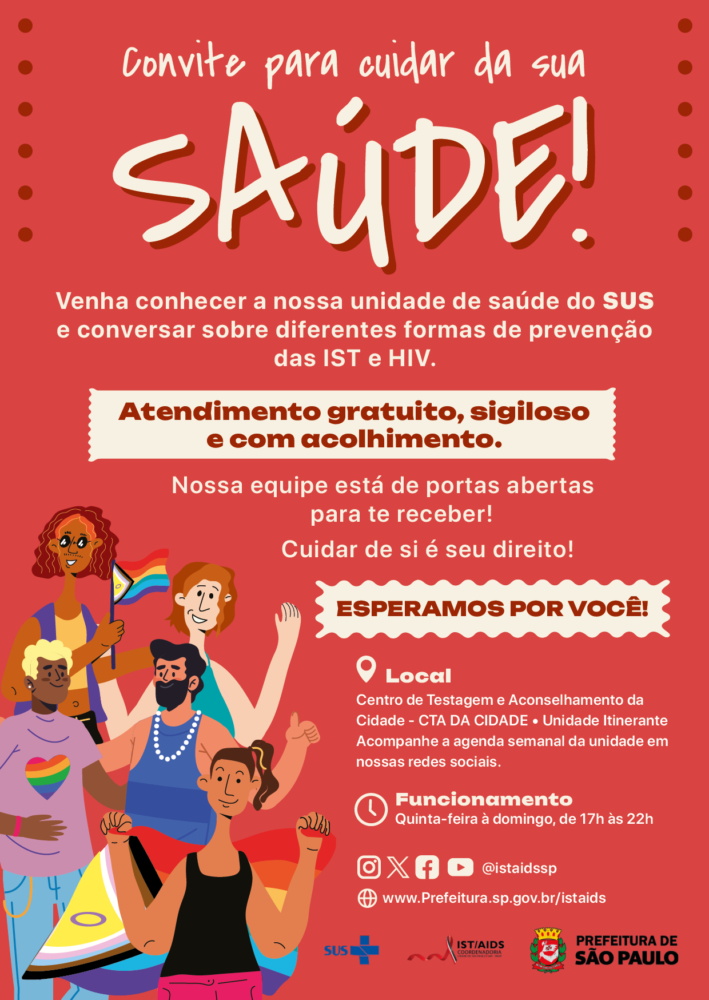 Convite para cuidar da sua
SAÚDE!
Venha conhecer a nossa unidade de saúde do SUS
e conversar sobre diferentes formas de prevenção
das IST e HIV.
Atendimento gratuito, sigiloso
e com acolhimento.
Nossa equipe está de portas abertas
para te receber!
Cuidar de si é seu direito!
ESPERAMOS POR VOCÊ!
Local
Centro de Testagem e Aconselhamento da
Cidade - CTA DA CIDADE • Unidade Itinerante
Acompanhe a agenda semanal da unidade em
nossas redes sociais.
Funcionamento
Quinta-feira à domingo, de 17h às 22h
@istaidssp
www.Prefeitura.sp.gov.br/istaids
SUS
IST/AIDS
COORDENADORIA
PREFEITURA DE
SÃO PAULO